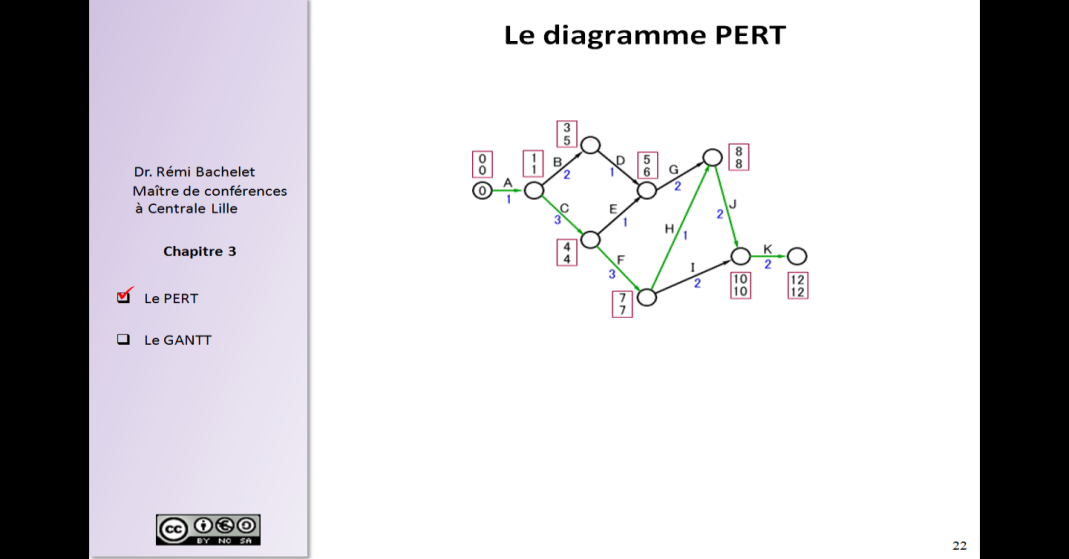 Le diagramme PERT
Dr. Rémi Bachelet
Maître de conférences
à Centrale Lille
Chapitre 3
Le PERT
Le GANTT
cc
BY NC SA
0
0
0
A
1
1
1
B
2
3
5
C
3
4
4
D
1
E
1
5
6
F
3
7
7
G
2
H
1
8
8
I
2
J
2
10
10
K
2
12
12
22